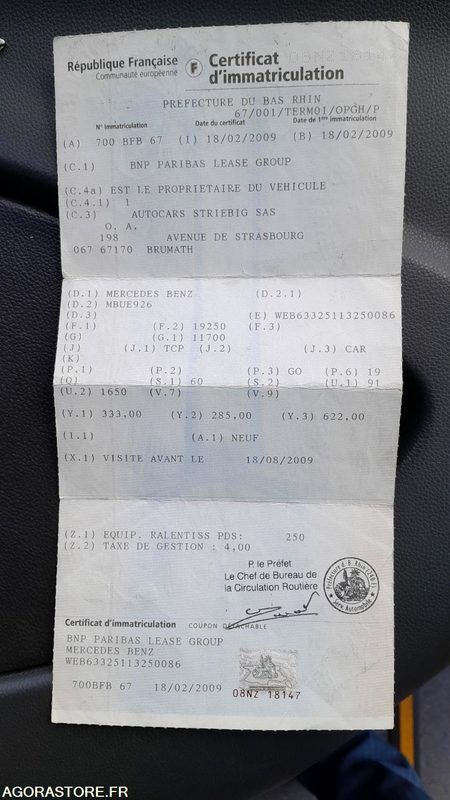 République Française
Communauté européenne
F
Certificat
d'immatriculation
08NZ 18147
PREFECTURE DU BAS RHIN
67/001/TERM01/OPGH/P
N° Immatriculation Date du certificat Date de 1ère immatriculation
(A) 700 BFB 67 (I) 18/02/2009 (B) 18/02/2009
(C.1) BNP PARIBAS LEASE GROUP
(C.4a) EST LE PROPRIETAIRE DU VEHICULE
(C.4.1) 1
(C.3) AUTOCARS STRIEBIG SAS
O. A.
198 AVENUE DE STRASBOURG
067 67170 BRUMATH
(D.1) MERCEDES BENZ (D.2.1)
(D.2) MBUE926
(D.3) (E) WEB63325113250086
(F.1) (F.2) 19250 (F.3)
(G) (G.1) 11700
(J) (J.1) TCP (J.2) (J.3) CAR
(K)
(P.1) (P.2) (P.3) GO (P.6) 19
(Q) (S.1) 60 (S.2) (U.1) 91
(U.2) 1650 (V.7) (V.9)
(Y.1) 333,00 (Y.2) 285,00 (Y.3) 622,00
(I.1) (A.1) NEUF
(X.1) VISITE AVANT LE 18/08/2009
(Z.1) EQUIP. RALENTISS PDS: 250
(Z.2) TAXE DE GESTION : 4,00
P. le Préfet
Le Chef de Bureau de
la Circulation Routière
Certificat d'immatriculation COUPON DÉTACHABLE
BNP PARIBAS LEASE GROUP
MERCEDES BENZ
WEB63325113250086
700BFB 67 18/02/2009 08NZ 18147
AGORASTORE.FR